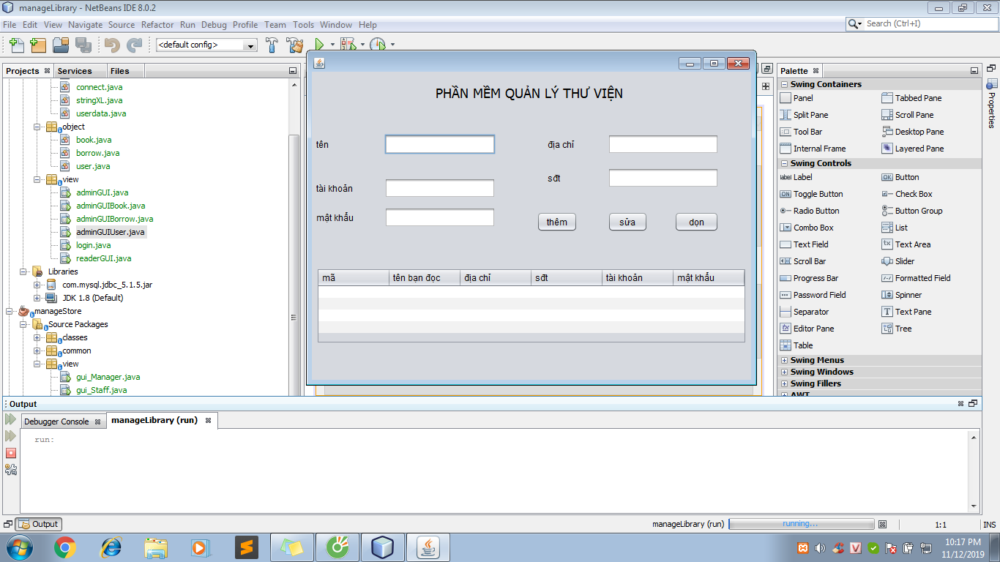 manageLibrary - NetBeans IDE 8.0.2
File Edit View Navigate Source Refactor Run Debug Profile Team Tools Window Help
Search (Ctrl+I)
<default config>
Projects Services Files
connect.java
stringXL.java
userdata.java
object
book.java
borrow.java
user.java
view
adminGUI.java
adminGUIBook.java
adminGUIBorrow.java
adminGUIUser.java
login.java
readerGUI.java
Libraries
com.mysql.jdbc_5.1.5.jar
JDK 1.8 (Default)
manageStore
Source Packages
classes
common
view
gui_Manager.java
gui_Staff.java
PHẦN MỀM QUẢN LÝ THƯ VIỆN
tên
địa chỉ
sđt
tài khoản
mật khẩu
thêm sửa dọn
mã tên bạn đọc địa chỉ sđt tài khoản mật khẩu
Palette
Swing Containers
Panel Tabbed Pane
Split Pane Scroll Pane
Tool Bar Desktop Pane
Internal Frame Layered Pane
Swing Controls
label Label OK Button
ON Toggle Button Check Box
Radio Button Button Group
Combo Box List
Text Field Text Area
Scroll Bar Slider
Progress Bar Formatted Field
Password Field Spinner
Separator T Text Pane
Editor Pane Tree
Table
Swing Menus
Swing Windows
Swing Fillers
AWT
Properties
Output
Debugger Console manageLibrary (run)
run:
Output
manageLibrary (run) running... 1:1 INS
10:17 PM
11/12/2019